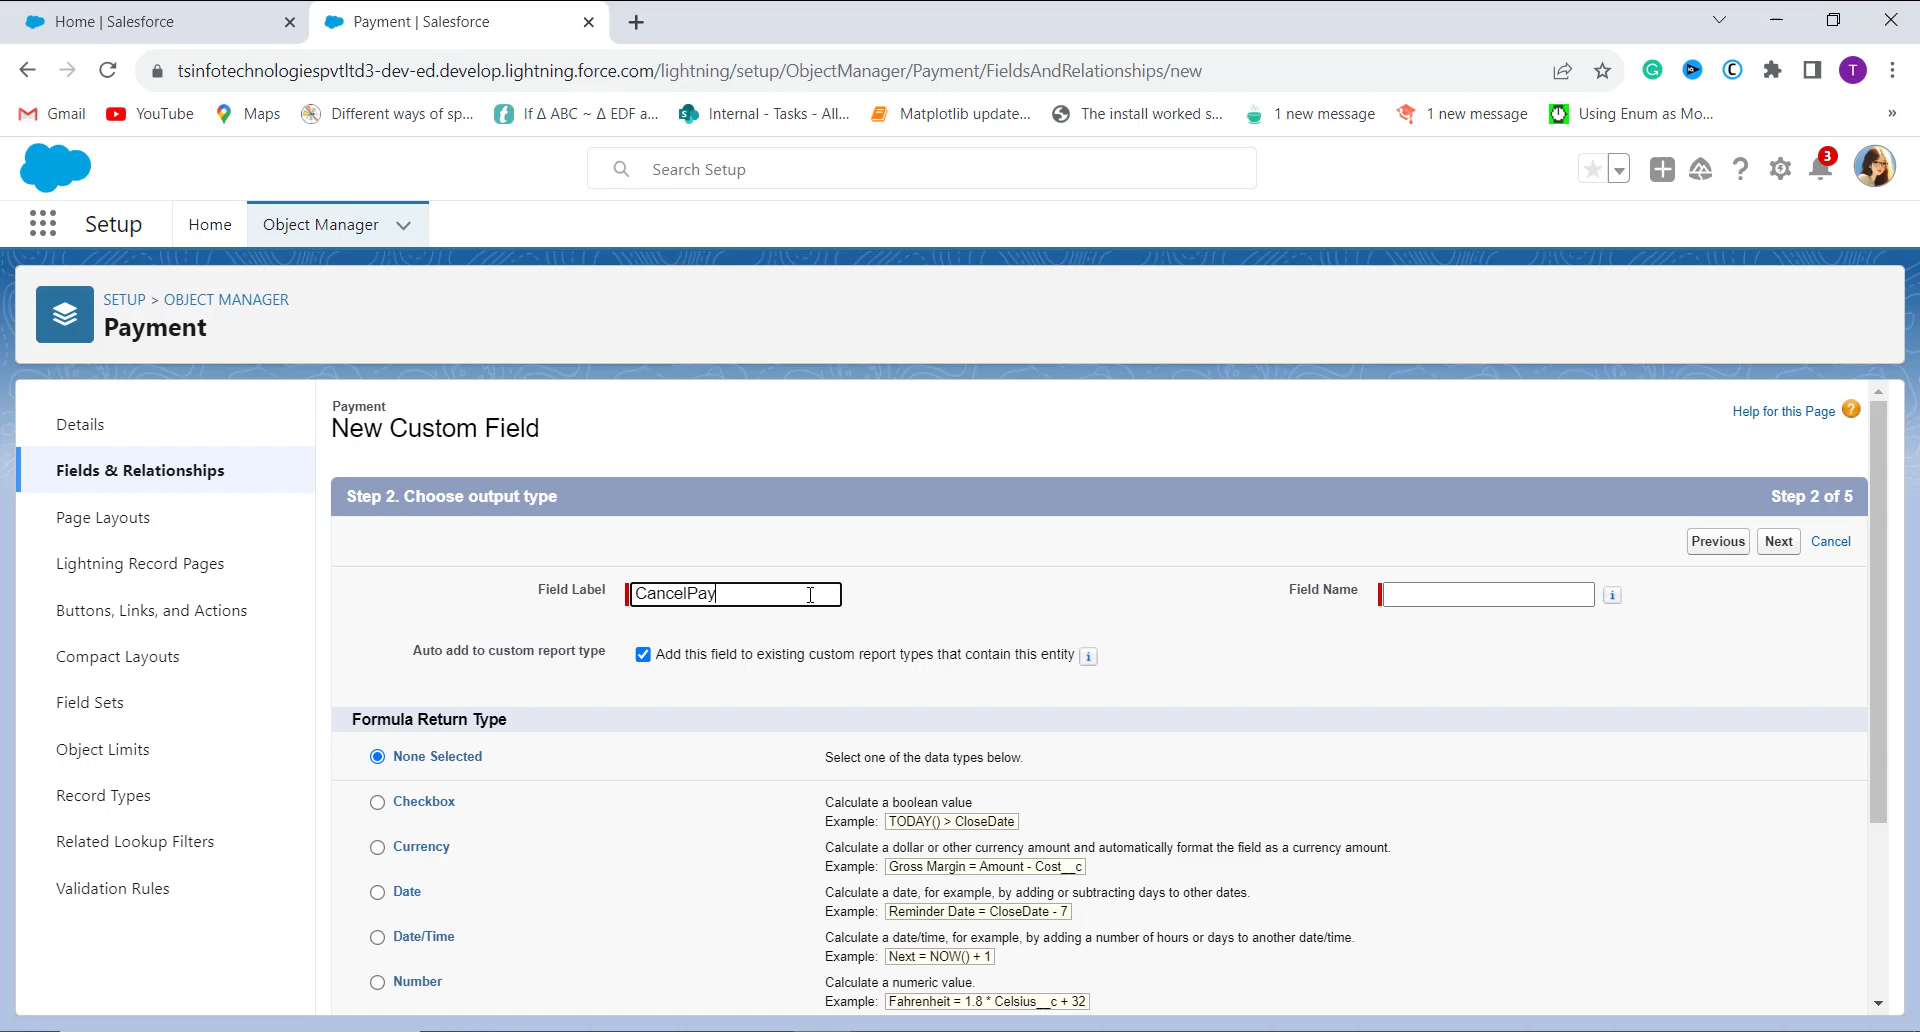 Home | Salesforce
Payment | Salesforce
tsinfotechnologiespvtltd3-dev-ed.develop.lightning.force.com/lightning/setup/ObjectManager/Payment/FieldsAndRelationships/new
T
Gmail
YouTube
Maps
Different ways of sp...
If Δ ABC ~ Δ EDF a...
Internal - Tasks - All...
Matplotlib update...
The install worked s...
1 new message
1 new message
Using Enum as Mo...
»
Search Setup
3
Setup
Home
Object Manager
SETUP > OBJECT MANAGER
Payment
Details
Fields & Relationships
Page Layouts
Lightning Record Pages
Buttons, Links, and Actions
Compact Layouts
Field Sets
Object Limits
Record Types
Related Lookup Filters
Validation Rules
Payment
New Custom Field
Help for this Page
Step 2. Choose output type
Step 2 of 5
Previous
Next
Cancel
Field Label
CancelPay
Field Name
Auto add to custom report type
Add this field to existing custom report types that contain this entity
Formula Return Type
None Selected
Select one of the data types below.
Checkbox
Calculate a boolean value
Example: TODAY() > CloseDate
Currency
Calculate a dollar or other currency amount and automatically format the field as a currency amount.
Example: Gross Margin = Amount - Cost__c
Date
Calculate a date, for example, by adding or subtracting days to other dates.
Example: Reminder Date = CloseDate - 7
Date/Time
Calculate a date/time, for example, by adding a number of hours or days to another date/time.
Example: Next = NOW() + 1
Number
Calculate a numeric value.
Example: Fahrenheit = 1.8 * Celsius__c + 32